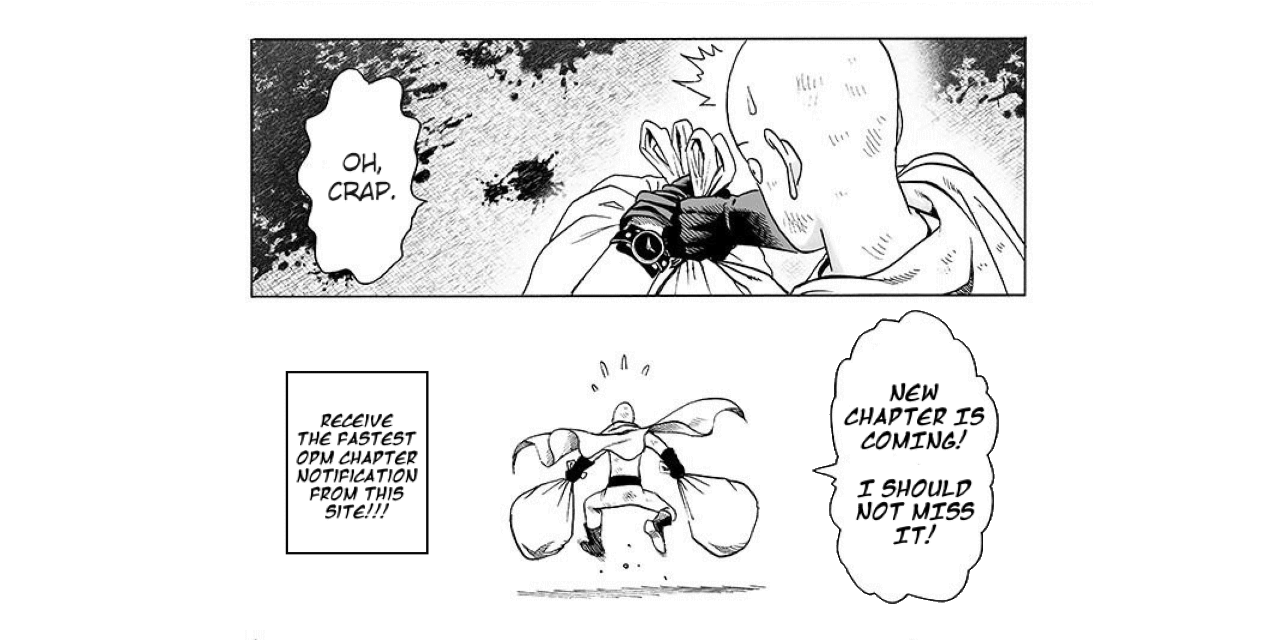 OH,
CRAP.
NEW
CHAPTER IS
COMING!
I SHOULD
NOT MISS
IT!
RECEIVE
THE FASTEST
OPM CHAPTER
NOTIFICATION
FROM THIS
SITE!!!